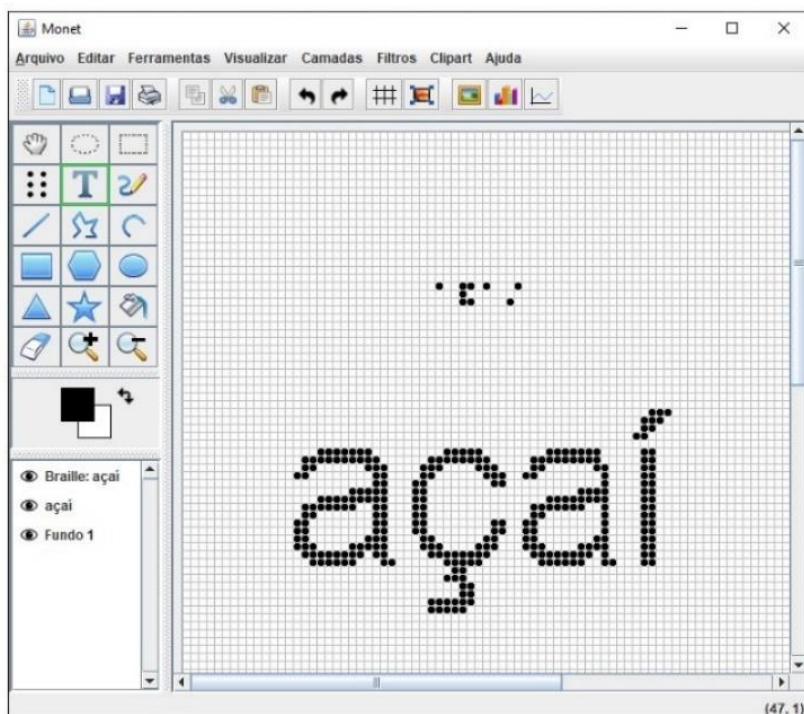 Monet
Arquivo Editar Ferramentas Visualizar Camadas Filtros Clipart Ajuda
⠁⠯⠁⠌
açaí
Braille: açaí
açaí
Fundo 1
(47, 1)